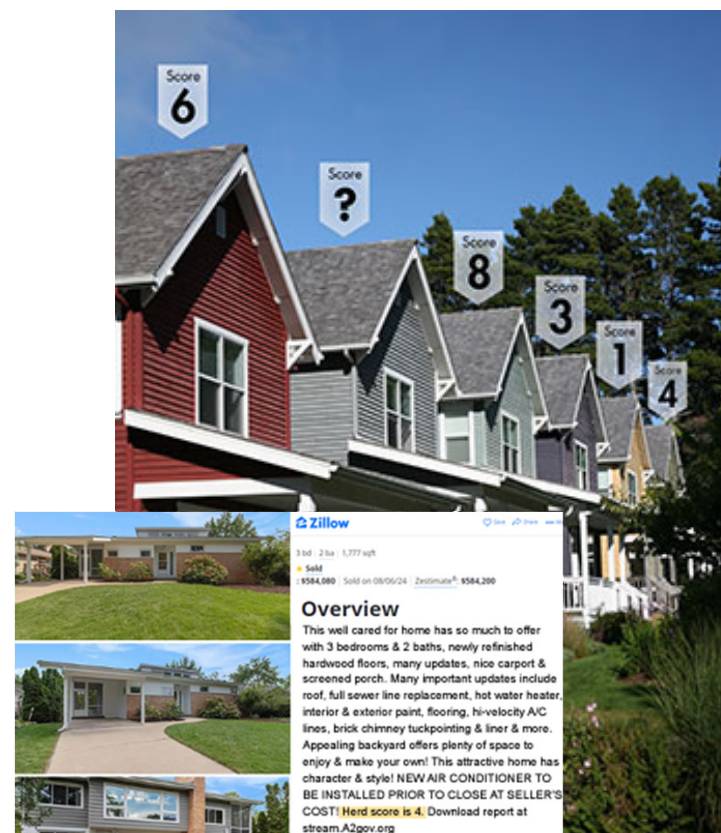 Score
6
Score
?
Score
8
Score
3
Score
1
Score
4
Zillow
Save Share
3 bd 2 ba 1,777 sqft
Sold
: $584,080 Sold on 08/06/24 Zestimate®: $584,200
Overview
This well cared for home has so much to offer
with 3 bedrooms & 2 baths, newly refinished
hardwood floors, many updates, nice carport &
screened porch. Many important updates include
roof, full sewer line replacement, hot water heater,
interior & exterior paint, flooring, hi-velocity A/C
lines, brick chimney tuckpointing & liner & more.
Appealing backyard offers plenty of space to
enjoy & make your own! This attractive home has
character & style! NEW AIR CONDITIONER TO
BE INSTALLED PRIOR TO CLOSE AT SELLER'S
COST! Herd score is 4. Download report at
stream.A2gov.org